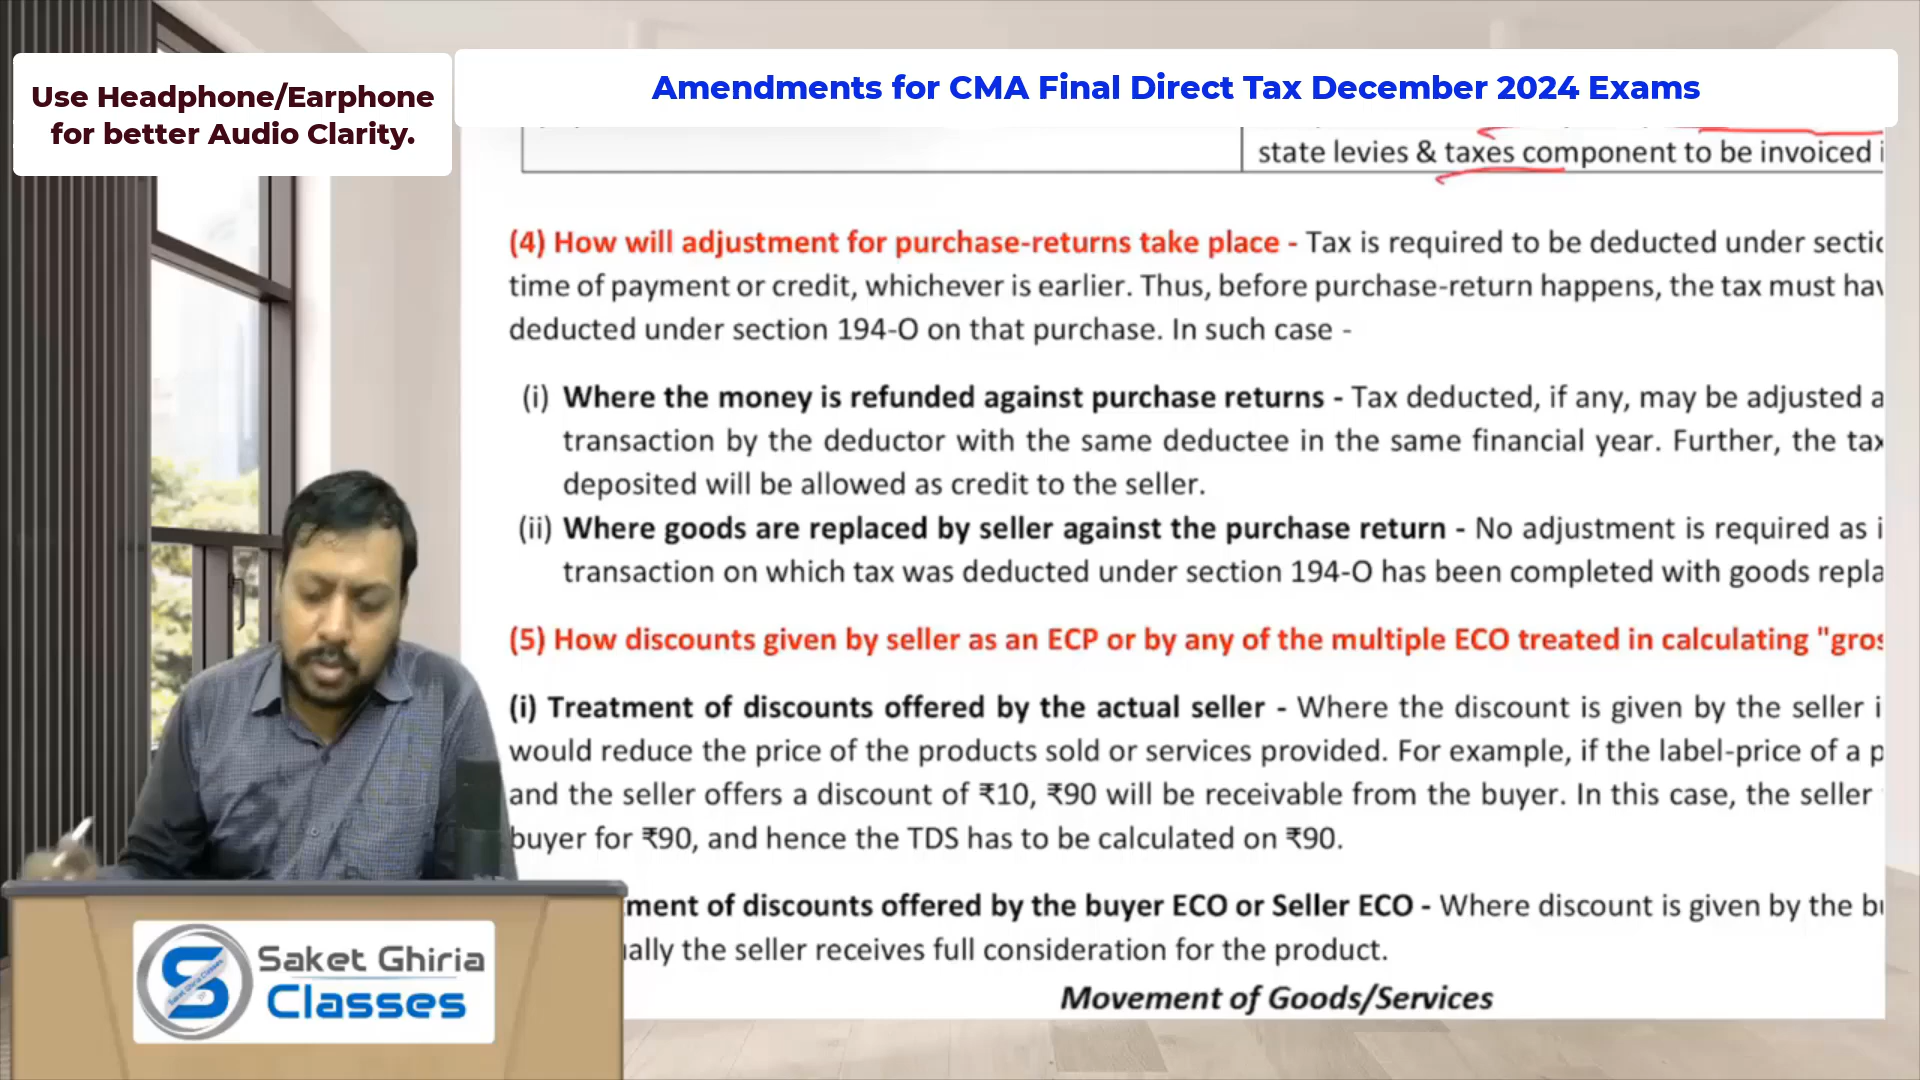 Use Headphone/Earphone
for better Audio Clarity.
Amendments for CMA Final Direct Tax December 2024 Exams
state levies & taxes component to be invoiced
(4) How will adjustment for purchase-returns take place - Tax is required to be deducted under
time of payment or credit, whichever is earlier. Thus, before purchase-return happens, the tax must
deducted under section 194-O on that purchase. In such case -
(i) Where the money is refunded against purchase returns - Tax deducted, if any, may be adjusted
transaction by the deductor with the same deductee in the same financial year. Further, the tax
deposited will be allowed as credit to the seller.
(ii) Where goods are replaced by seller against the purchase return - No adjustment is required as
transaction on which tax was deducted under section 194-O has been completed with goods
(5) How discounts given by seller as an ECP or by any of the multiple ECO treated in calculating
(i) Treatment of discounts offered by the actual seller - Where the discount is given by the seller
would reduce the price of the products sold or services provided. For example, if the label-price of a
and the seller offers a discount of ₹10, ₹90 will be receivable from the buyer. In this case, the seller
buyer for ₹90, and hence the TDS has to be calculated on ₹90.
of discounts offered by the buyer ECO or Seller ECO - Where discount is given by the
the seller receives full consideration for the product.
Movement of Goods/Services
Saket Ghiria
Classes